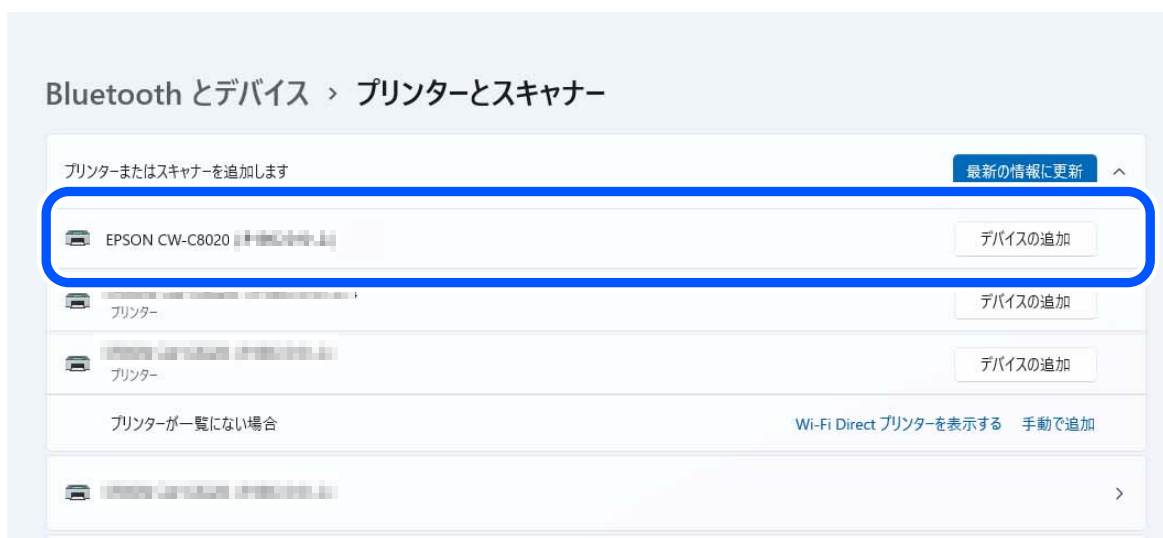 Bluetooth とデバイス › プリンターとスキャナー
プリンターまたはスキャナーを追加します 最新の情報に更新
EPSON CW-C8020 デバイスの追加
デバイスの追加
プリンター
デバイスの追加
プリンター
プリンターが一覧にない場合 Wi-Fi Direct プリンターを表示する 手動で追加